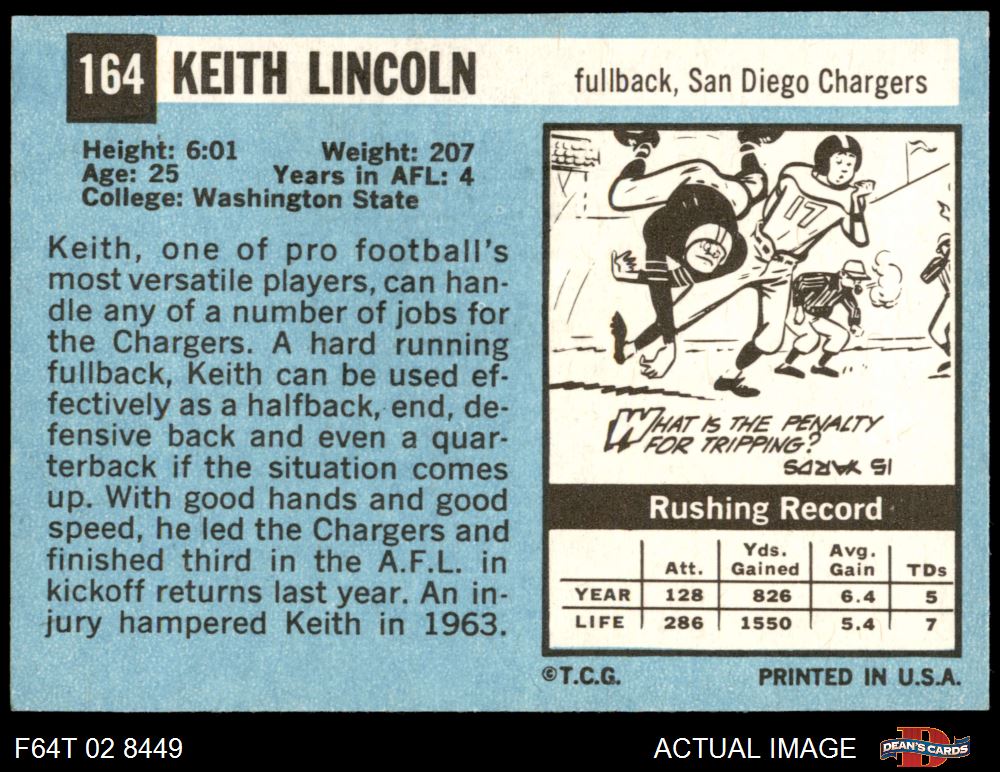 164 KEITH LINCOLN fullback, San Diego Chargers
Height: 6:01 Weight: 207
Age: 25 Years in AFL: 4
College: Washington State
Keith, one of pro football's
most versatile players, can han-
dle any of a number of jobs for
the Chargers. A hard running
fullback, Keith can be used ef-
fectively as a halfback, end, de-
fensive back and even a quar-
terback if the situation comes
up. With good hands and good
speed, he led the Chargers and
finished third in the A.F.L. in
kickoff returns last year. An in-
jury hampered Keith in 1963.
17
WHAT IS THE PENALTY
FOR TRIPPING?
15 YARDS
Rushing Record
Att. Yds. Gained Avg. Gain TDs
YEAR 128 826 6.4 5
LIFE 286 1550 5.4 7
©T.C.G. PRINTED IN U.S.A.
F64T 02 8449 ACTUAL IMAGE D DEAN'S CARDS